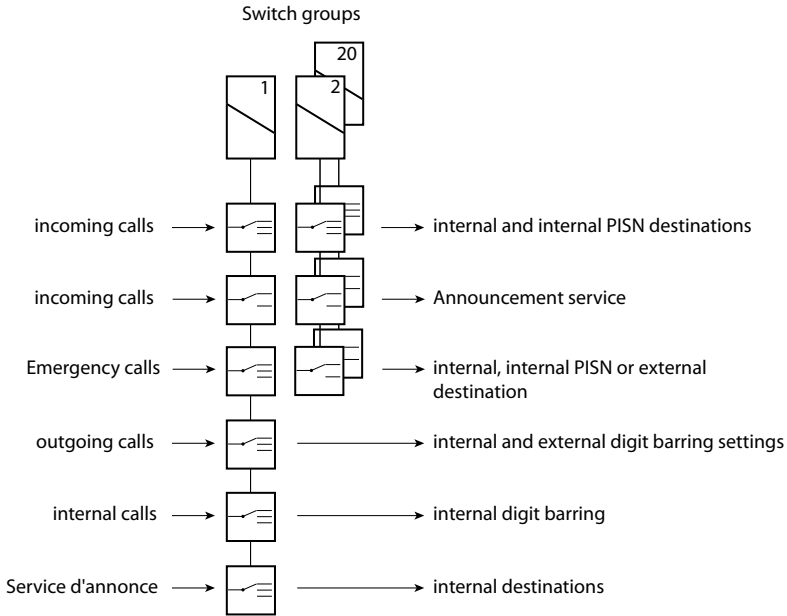 Switch groups
20
1
2
incoming calls
internal and internal PISN destinations
incoming calls
Announcement service
Emergency calls
internal, internal PISN or external
destination
outgoing calls
internal and external digit barring settings
internal calls
internal digit barring
Service d'annonce
internal destinations